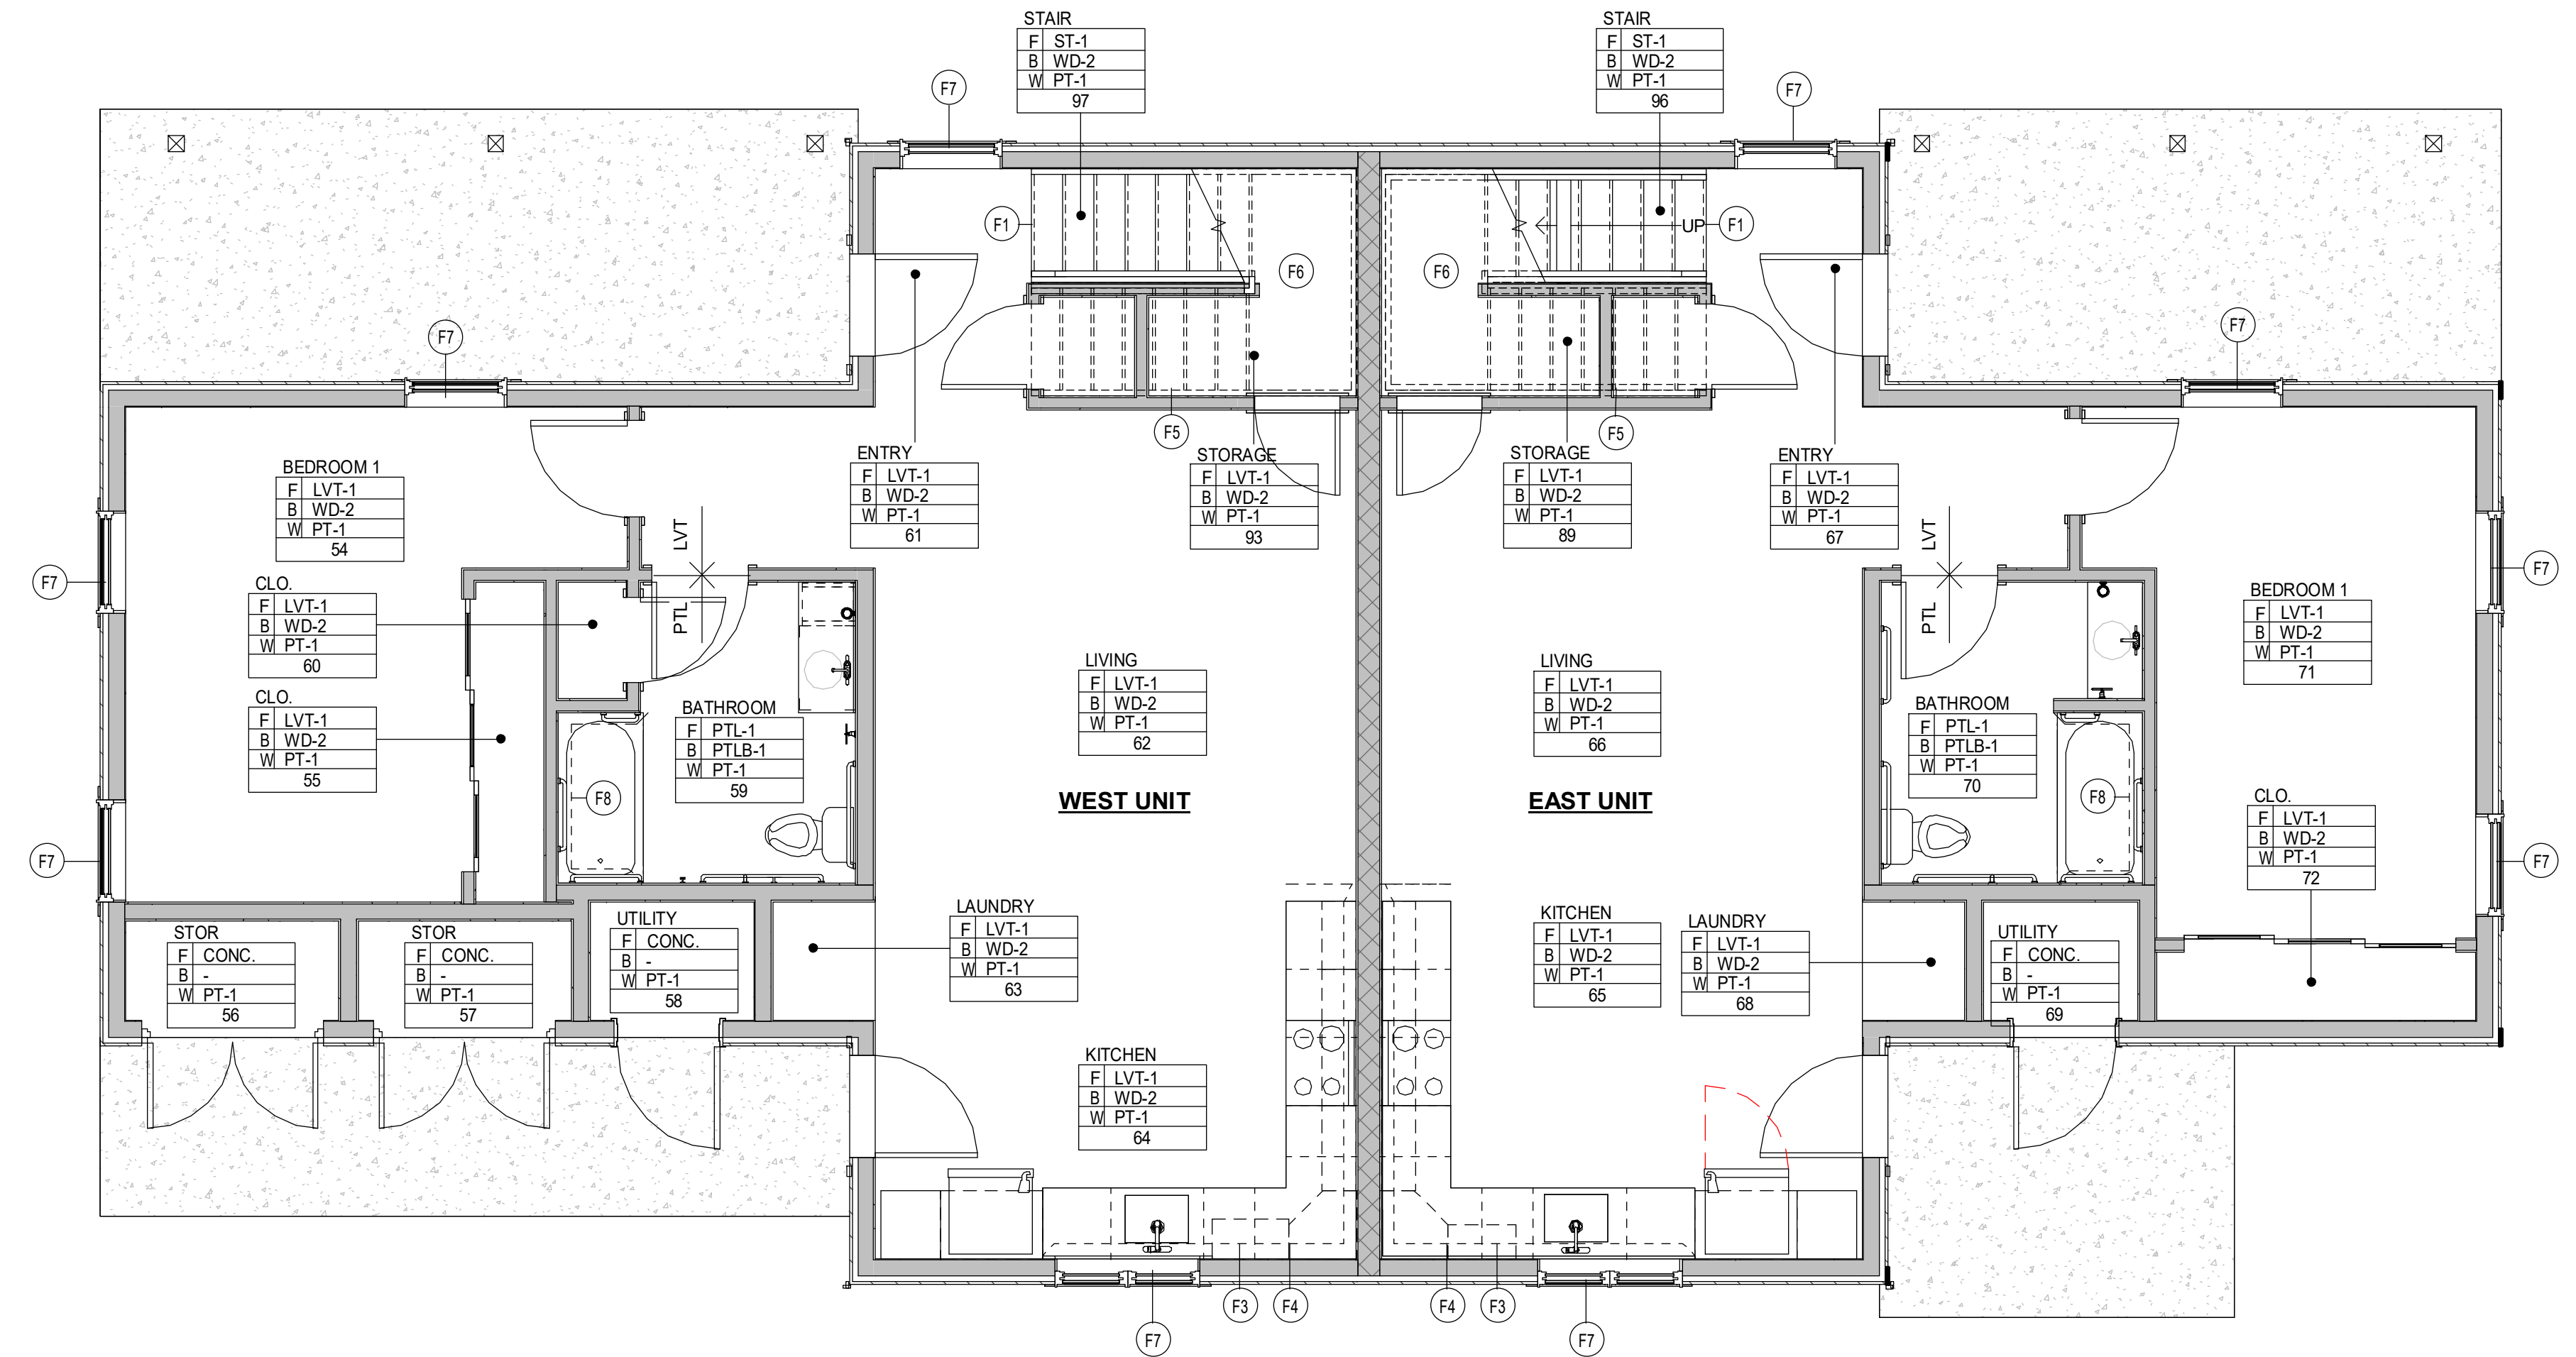 STAIR
F ST-1
B WD-2
W PT-1
97
STAIR
F ST-1
B WD-2
W PT-1
96
F7
F7
F1
UP
F1
F6
F6
F7
F7
F5
F5
BEDROOM 1
F LVT-1
B WD-2
W PT-1
54
ENTRY
F LVT-1
B WD-2
W PT-1
61
STORAGE
F LVT-1
B WD-2
W PT-1
93
STORAGE
F LVT-1
B WD-2
W PT-1
89
ENTRY
F LVT-1
B WD-2
W PT-1
67
LVT
PTL
LVT
PTL
F7
F7
CLO.
F LVT-1
B WD-2
W PT-1
60
CLO.
F LVT-1
B WD-2
W PT-1
55
BATHROOM
F PTL-1
B PTLB-1
W PT-1
59
F8
LIVING
F LVT-1
B WD-2
W PT-1
62
WEST UNIT
LIVING
F LVT-1
B WD-2
W PT-1
66
EAST UNIT
BATHROOM
F PTL-1
B PTLB-1
W PT-1
70
F8
BEDROOM 1
F LVT-1
B WD-2
W PT-1
71
CLO.
F LVT-1
B WD-2
W PT-1
72
F7
F7
STOR
F CONC.
B -
W PT-1
56
STOR
F CONC.
B -
W PT-1
57
UTILITY
F CONC.
B -
W PT-1
58
LAUNDRY
F LVT-1
B WD-2
W PT-1
63
KITCHEN
F LVT-1
B WD-2
W PT-1
65
LAUNDRY
F LVT-1
B WD-2
W PT-1
68
UTILITY
F CONC.
B -
W PT-1
69
KITCHEN
F LVT-1
B WD-2
W PT-1
64
F3
F4
F4
F3
F7
F7